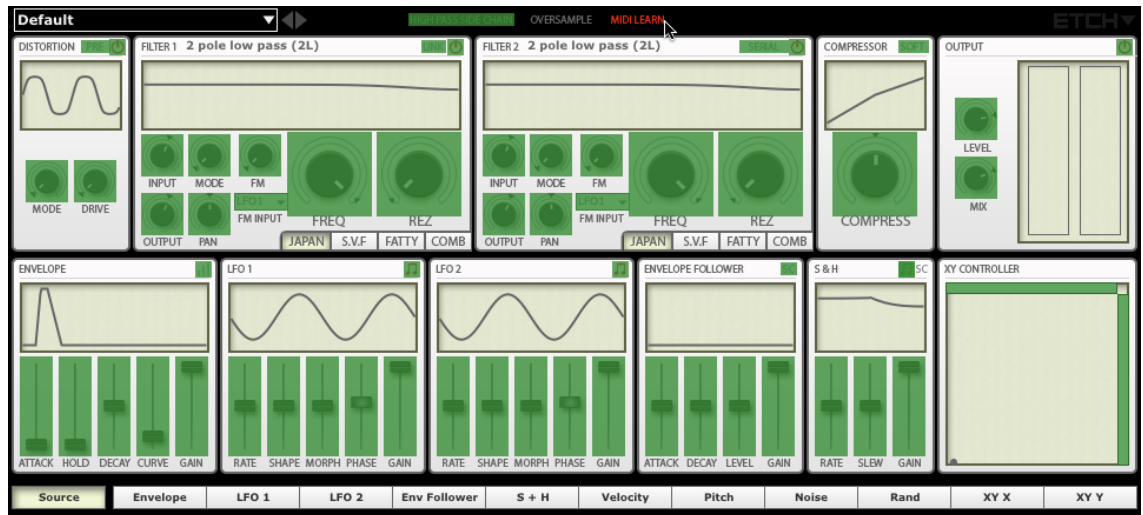 Default HIGH PASS SIDE CHAIN OVERSAMPLE MIDI LEARN ETCH
DISTORTION PRE FILTER 1 2 pole low pass (2L) LINK FILTER 2 2 pole low pass (2L) SERIAL COMPRESSOR SOFT OUTPUT
LEVEL
INPUT MODE FM INPUT MODE FM
LFO1 LFO1
MODE DRIVE FM INPUT FREQ REZ FM INPUT FREQ REZ COMPRESS MIX
OUTPUT PAN JAPAN S.V.F FATTY COMB OUTPUT PAN JAPAN S.V.F FATTY COMB
ENVELOPE LFO 1 LFO 2 ENVELOPE FOLLOWER SC S & H SC XY CONTROLLER
ATTACK HOLD DECAY CURVE GAIN RATE SHAPE MORPH PHASE GAIN RATE SHAPE MORPH PHASE GAIN ATTACK DECAY LEVEL GAIN RATE SLEW GAIN
Source Envelope LFO 1 LFO 2 Env Follower S + H Velocity Pitch Noise Rand XY X XY Y